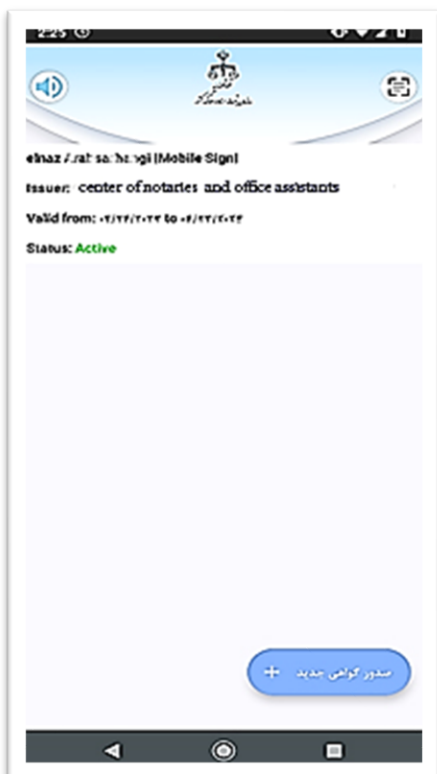 2:25
elnaz [Mobile Sign]
Issuer: center of notaries and office assistants
Valid from: to
Status: Active
صدور گواهی جدید +